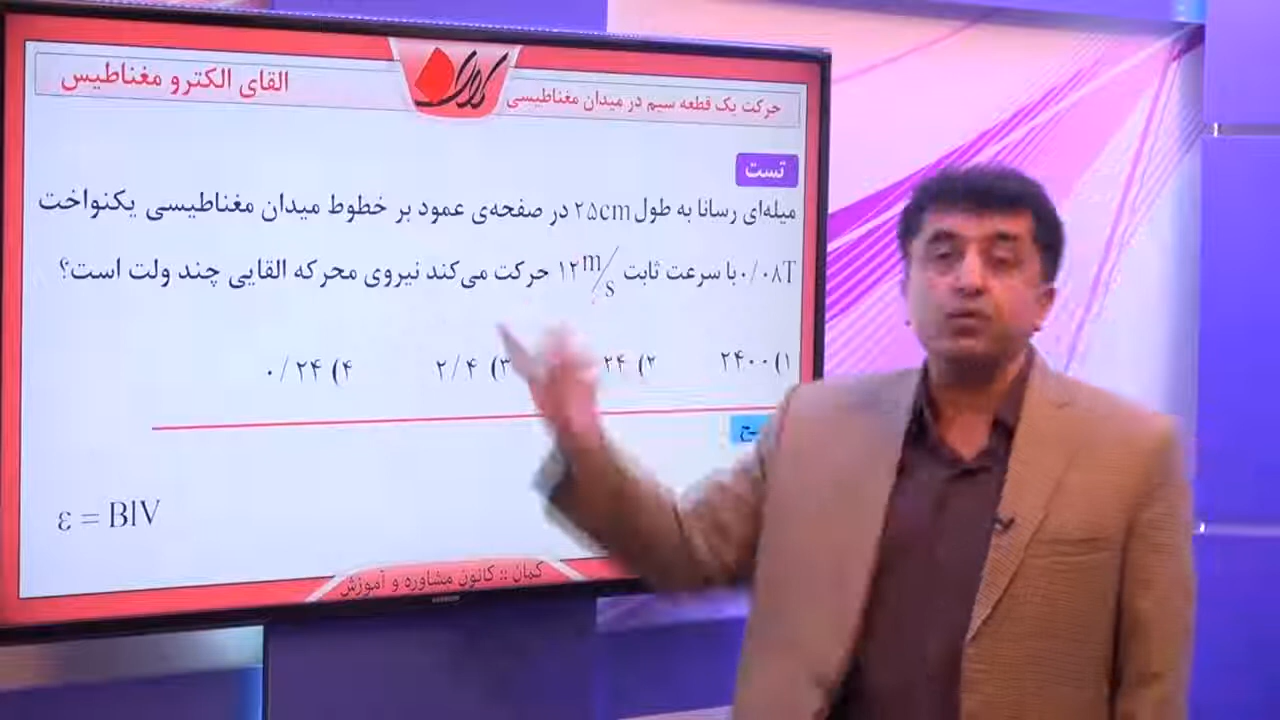 القای الکترو مغناطیس
حرکت یک قطعه سیم در میدان مغناطیسی
تست
میله‌ای رسانا به طول ۲۵cm در صفحه‌ی عمود بر خطوط میدان مغناطیسی یکنواخت
۰/۰۸T با سرعت ثابت ۱۲m/s حرکت می‌کند نیروی محرکه القایی چند ولت است؟
۱) ۲۴۰۰ ۲) ۲۴ ۳) ۲/۴ ۴) ۰/۲۴
ε = BlV
کمان :: کانون مشاوره و آموزش